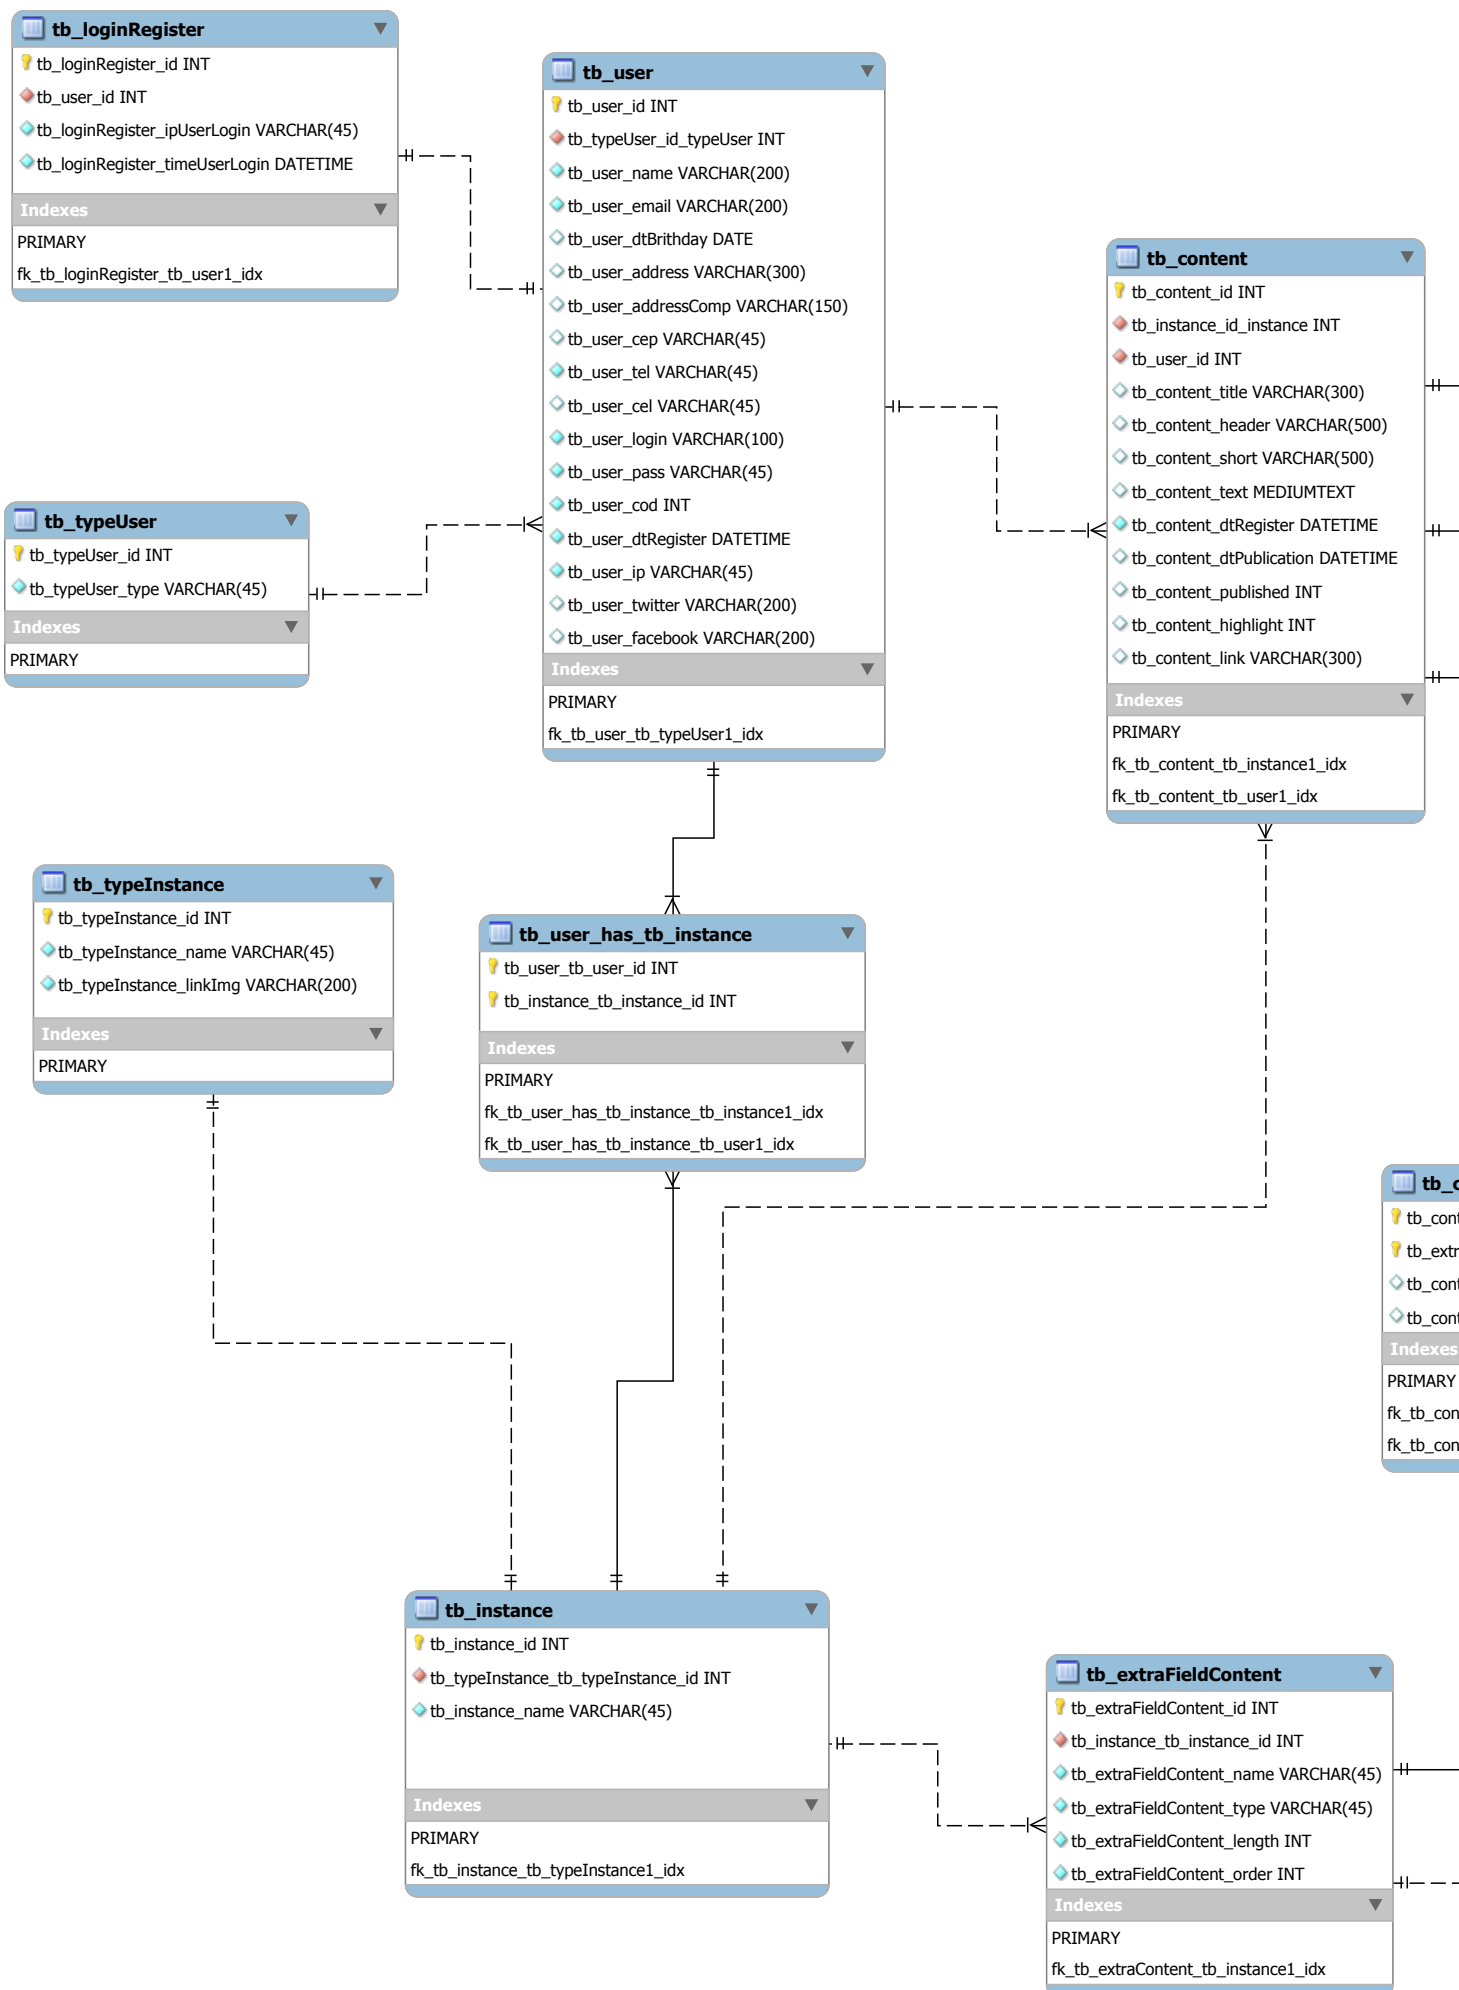 tb_loginRegister
tb_loginRegister_id INT
tb_user_id INT
tb_loginRegister_ipUserLogin VARCHAR(45)
tb_loginRegister_timeUserLogin DATETIME
Indexes
PRIMARY
fk_tb_loginRegister_tb_user1_idx
tb_user
tb_user_id INT
tb_typeUser_id_typeUser INT
tb_user_name VARCHAR(200)
tb_user_email VARCHAR(200)
tb_user_dtBrithday DATE
tb_user_address VARCHAR(300)
tb_user_addressComp VARCHAR(150)
tb_user_cep VARCHAR(45)
tb_user_tel VARCHAR(45)
tb_user_cel VARCHAR(45)
tb_user_login VARCHAR(100)
tb_user_pass VARCHAR(45)
tb_user_cod INT
tb_user_dtRegister DATETIME
tb_user_ip VARCHAR(45)
tb_user_twitter VARCHAR(200)
tb_user_facebook VARCHAR(200)
Indexes
PRIMARY
fk_tb_user_tb_typeUser1_idx
tb_content
tb_content_id INT
tb_instance_id_instance INT
tb_user_id INT
tb_content_title VARCHAR(300)
tb_content_header VARCHAR(500)
tb_content_short VARCHAR(500)
tb_content_text MEDIUMTEXT
tb_content_dtRegister DATETIME
tb_content_dtPublication DATETIME
tb_content_published INT
tb_content_highlight INT
tb_content_link VARCHAR(300)
Indexes
PRIMARY
fk_tb_content_tb_instance1_idx
fk_tb_content_tb_user1_idx
tb_typeUser
tb_typeUser_id INT
tb_typeUser_type VARCHAR(45)
Indexes
PRIMARY
tb_typeInstance
tb_typeInstance_id INT
tb_typeInstance_name VARCHAR(45)
tb_typeInstance_linkImg VARCHAR(200)
Indexes
PRIMARY
tb_user_has_tb_instance
tb_user_tb_user_id INT
tb_instance_tb_instance_id INT
Indexes
PRIMARY
fk_tb_user_has_tb_instance_tb_instance1_idx
fk_tb_user_has_tb_instance_tb_user1_idx
Indexes
PRIMARY
tb_instance
tb_instance_id INT
tb_typeInstance_tb_typeInstance_id INT
tb_instance_name VARCHAR(45)
Indexes
PRIMARY
fk_tb_instance_tb_typeInstance1_idx
tb_extraFieldContent
tb_extraFieldContent_id INT
tb_instance_tb_instance_id INT
tb_extraFieldContent_name VARCHAR(45)
tb_extraFieldContent_type VARCHAR(45)
tb_extraFieldContent_length INT
tb_extraFieldContent_order INT
Indexes
PRIMARY
fk_tb_extraContent_tb_instance1_idx